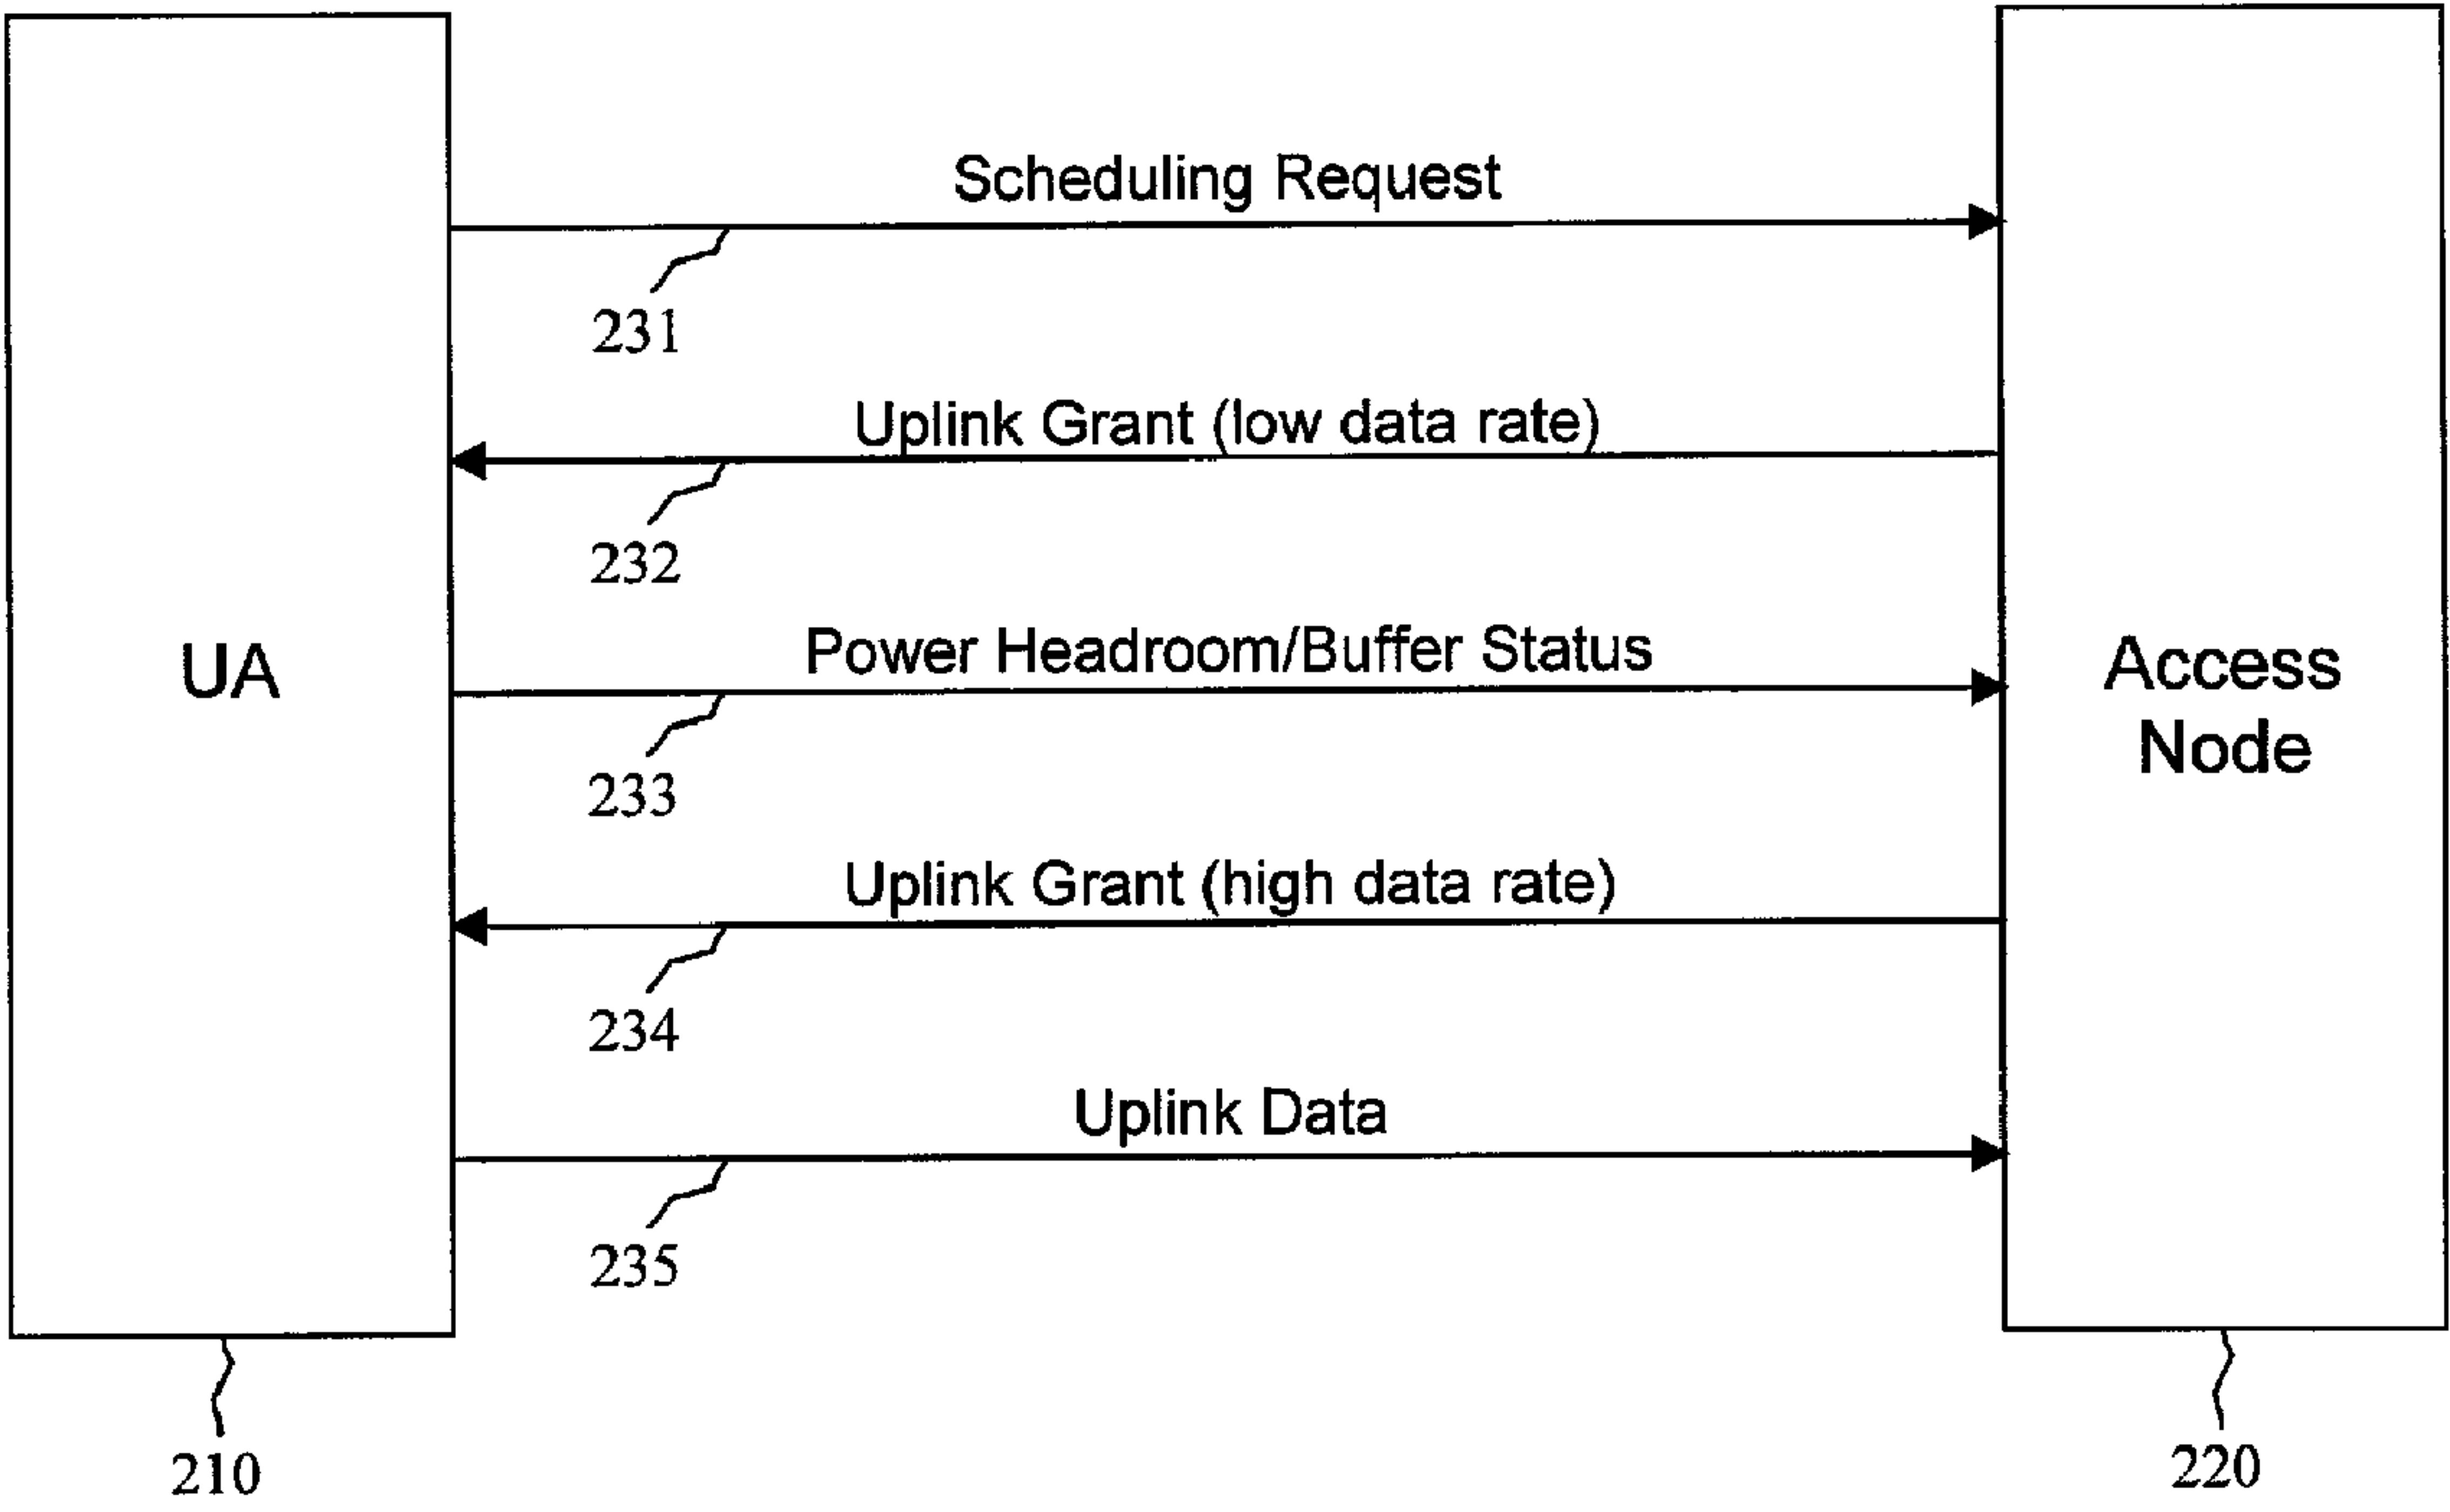 Scheduling Request
231
Uplink Grant (low data rate)
232
Power Headroom/Buffer Status
UA
Access
Node
233
Uplink Grant (high data rate)
234
Uplink Data
235
210
220